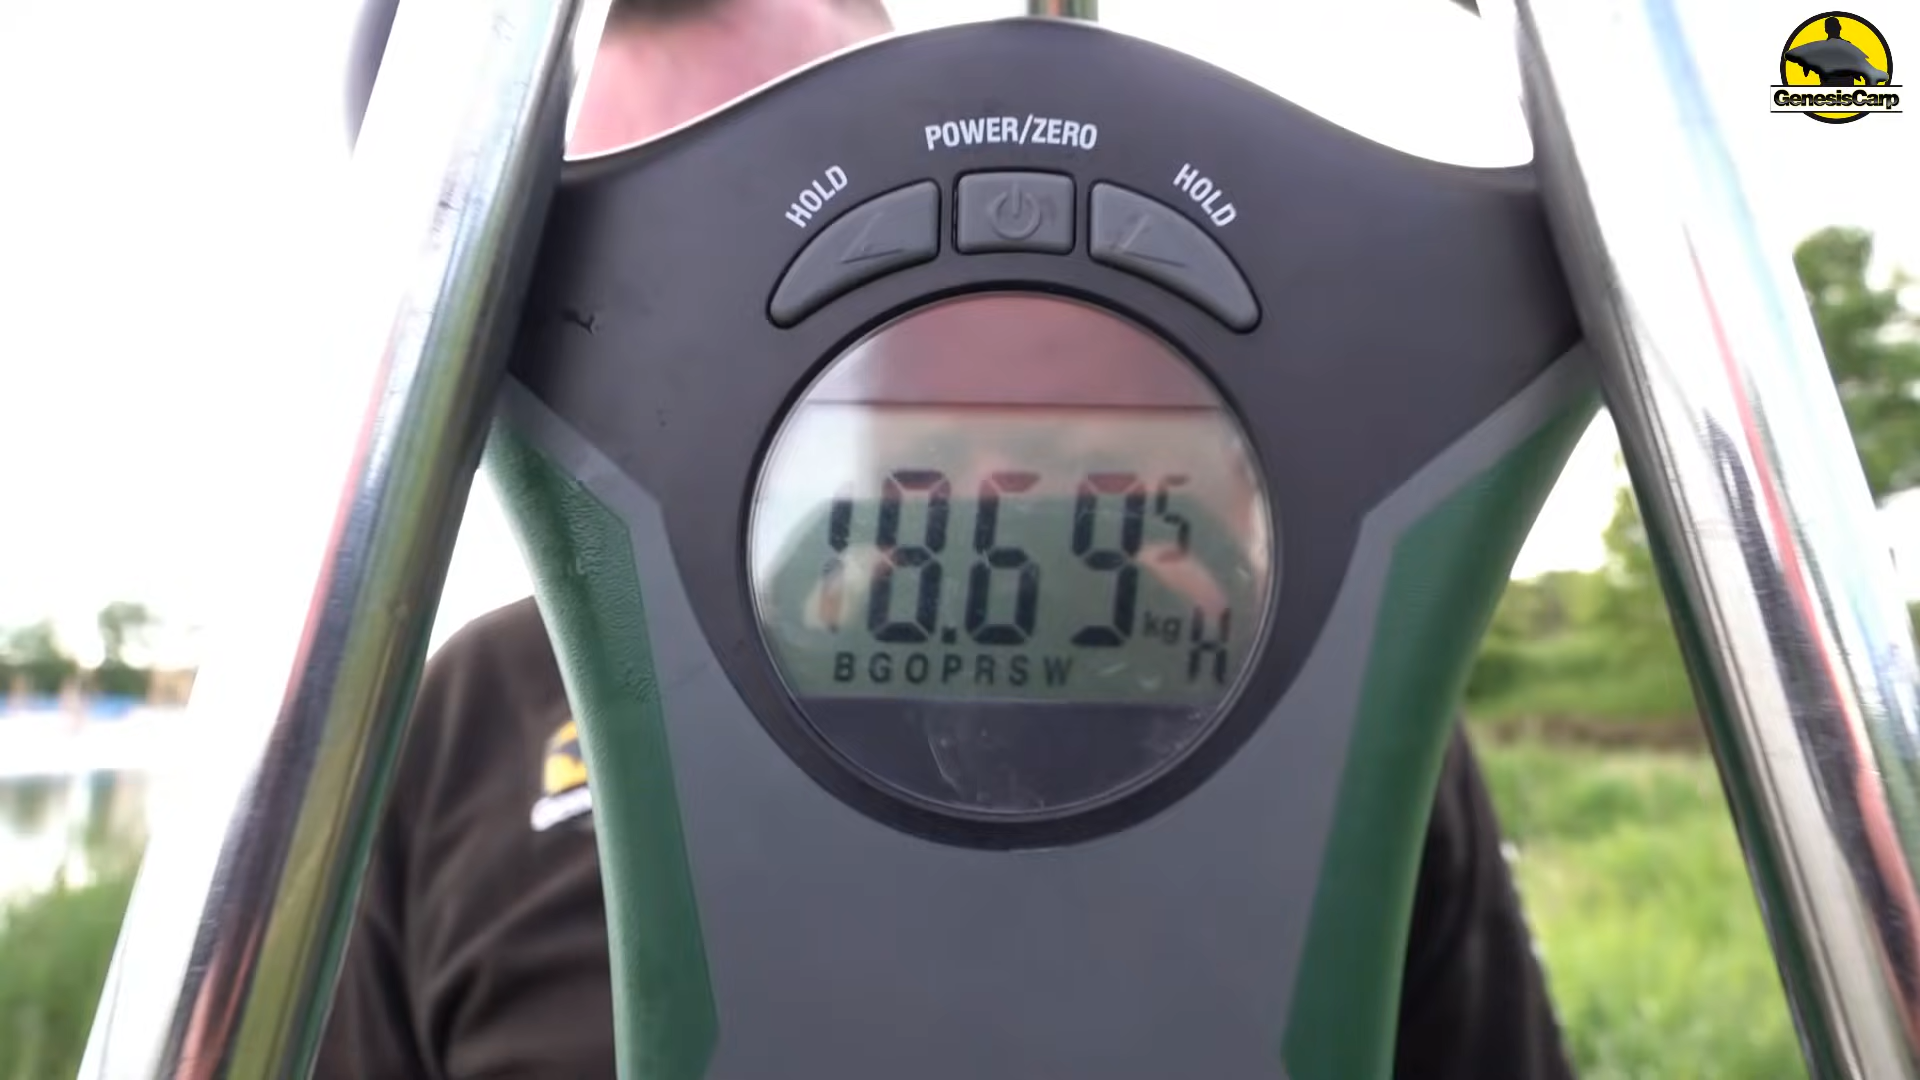 GenesisCarp
POWER/ZERO
HOLD
HOLD
18.695
kg H
BGOPRSW